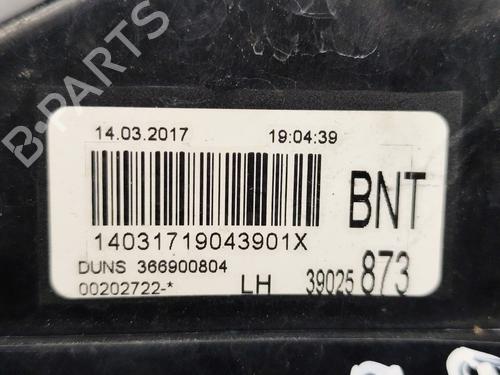 14.03.2017 19:04:39
BNT
14031719043901X
DUNS 366900804
00202722-* LH 39025 873
B-PARTS